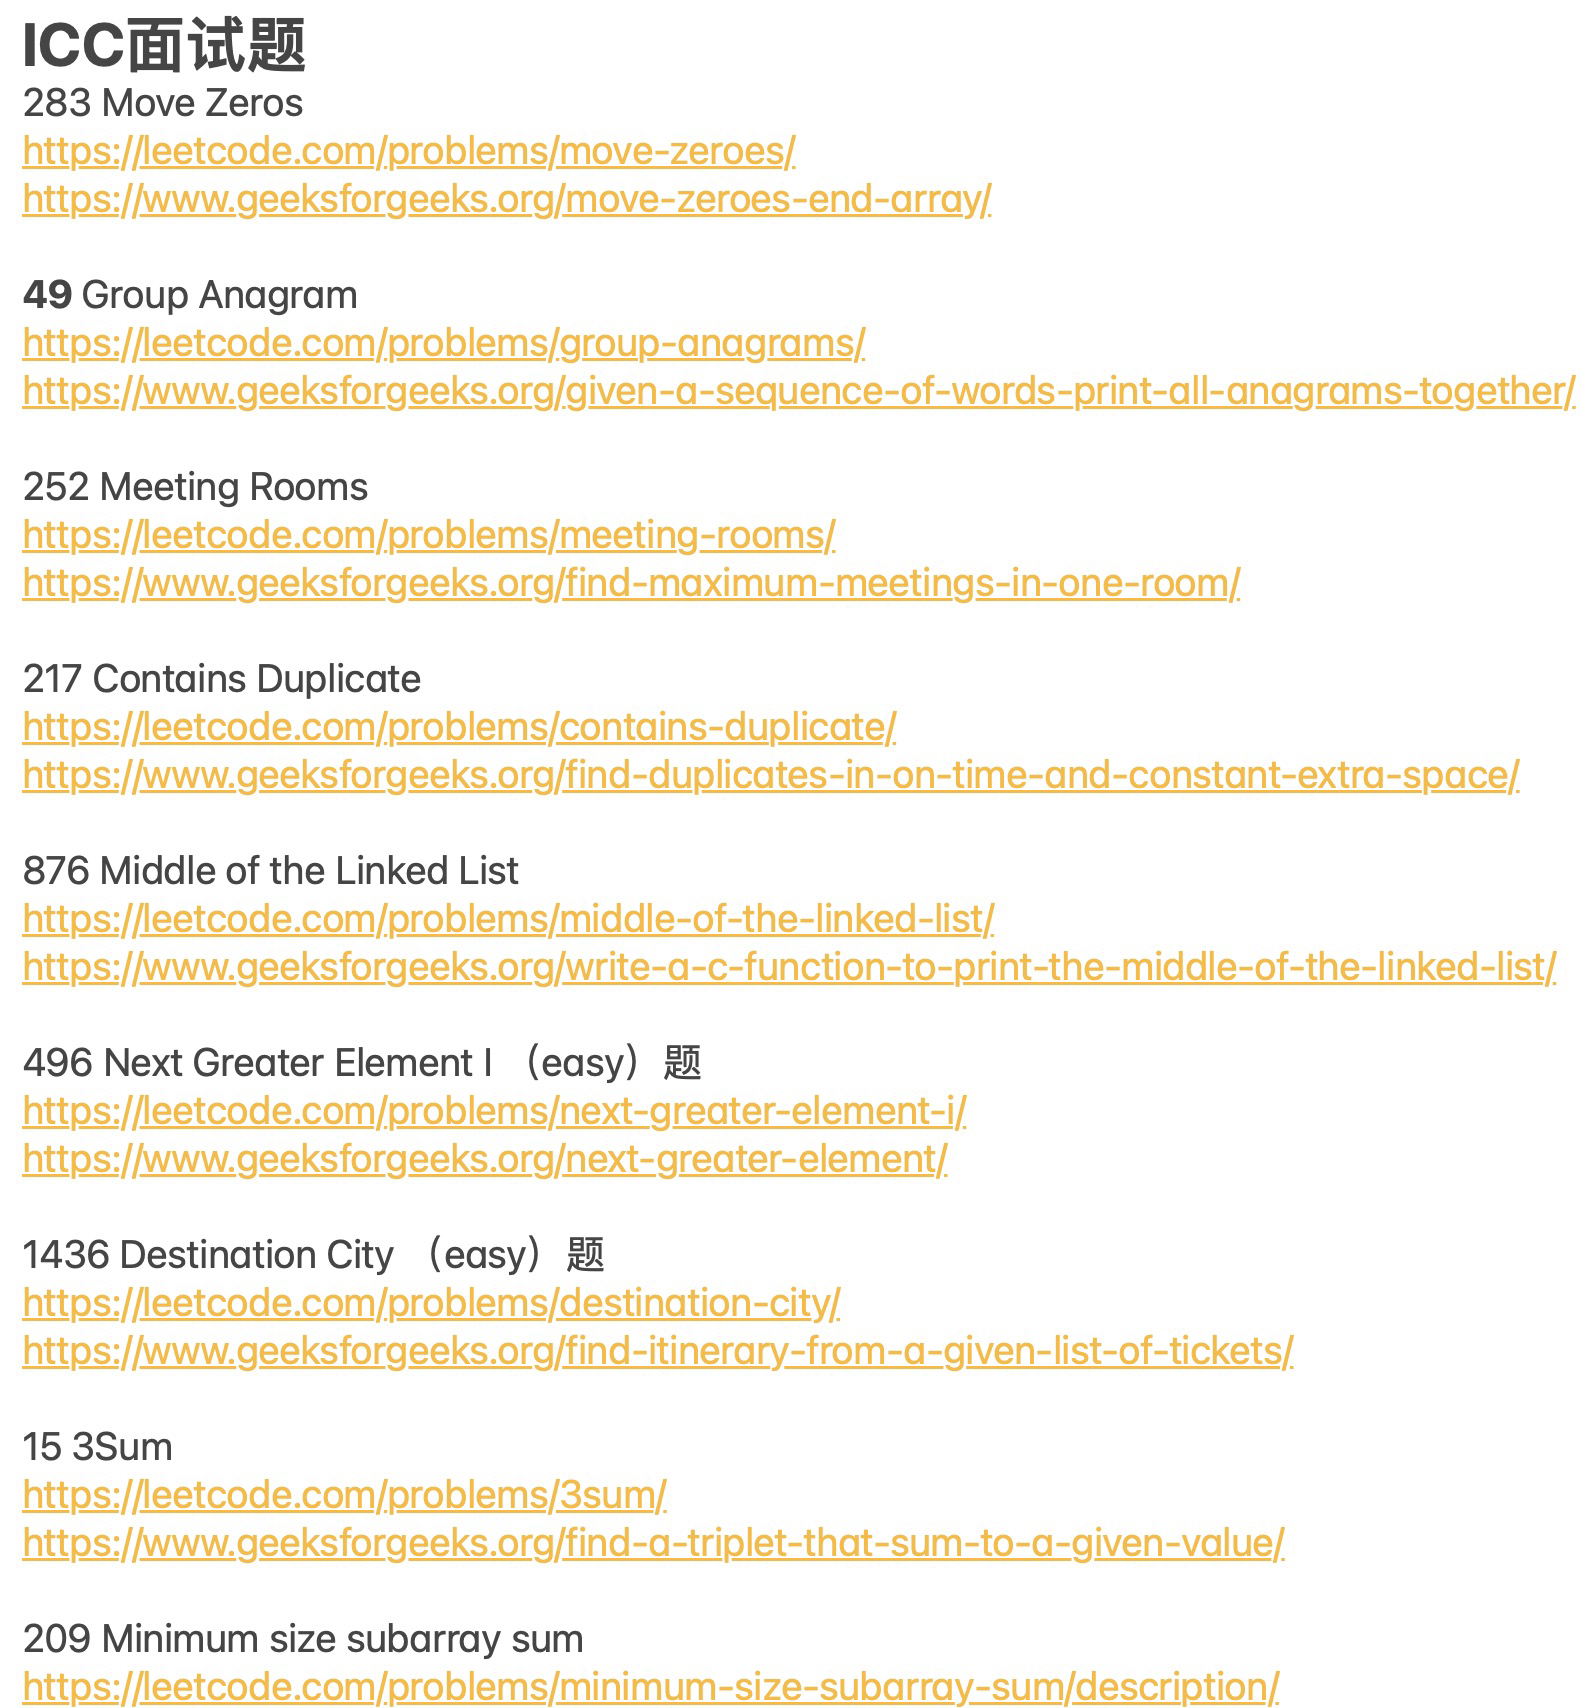 ICC面试题
283 Move Zeros
https://leetcode.com/problems/move-zeroes/
https://www.geeksforgeeks.org/move-zeroes-end-array/
49 Group Anagram
https://leetcode.com/problems/group-anagrams/
https://www.geeksforgeeks.org/given-a-sequence-of-words-print-all-anagrams-together/
252 Meeting Rooms
https://leetcode.com/problems/meeting-rooms/
https://www.geeksforgeeks.org/find-maximum-meetings-in-one-room/
217 Contains Duplicate
https://leetcode.com/problems/contains-duplicate/
https://www.geeksforgeeks.org/find-duplicates-in-on-time-and-constant-extra-space/
876 Middle of the Linked List
https://leetcode.com/problems/middle-of-the-linked-list/
https://www.geeksforgeeks.org/write-a-c-function-to-print-the-middle-of-the-linked-list/
496 Next Greater Element I （easy）题
https://leetcode.com/problems/next-greater-element-i/
https://www.geeksforgeeks.org/next-greater-element/
1436 Destination City （easy）题
https://leetcode.com/problems/destination-city/
https://www.geeksforgeeks.org/find-itinerary-from-a-given-list-of-tickets/
15 3Sum
https://leetcode.com/problems/3sum/
https://www.geeksforgeeks.org/find-a-triplet-that-sum-to-a-given-value/
209 Minimum size subarray sum
https://leetcode.com/problems/minimum-size-subarray-sum/description/